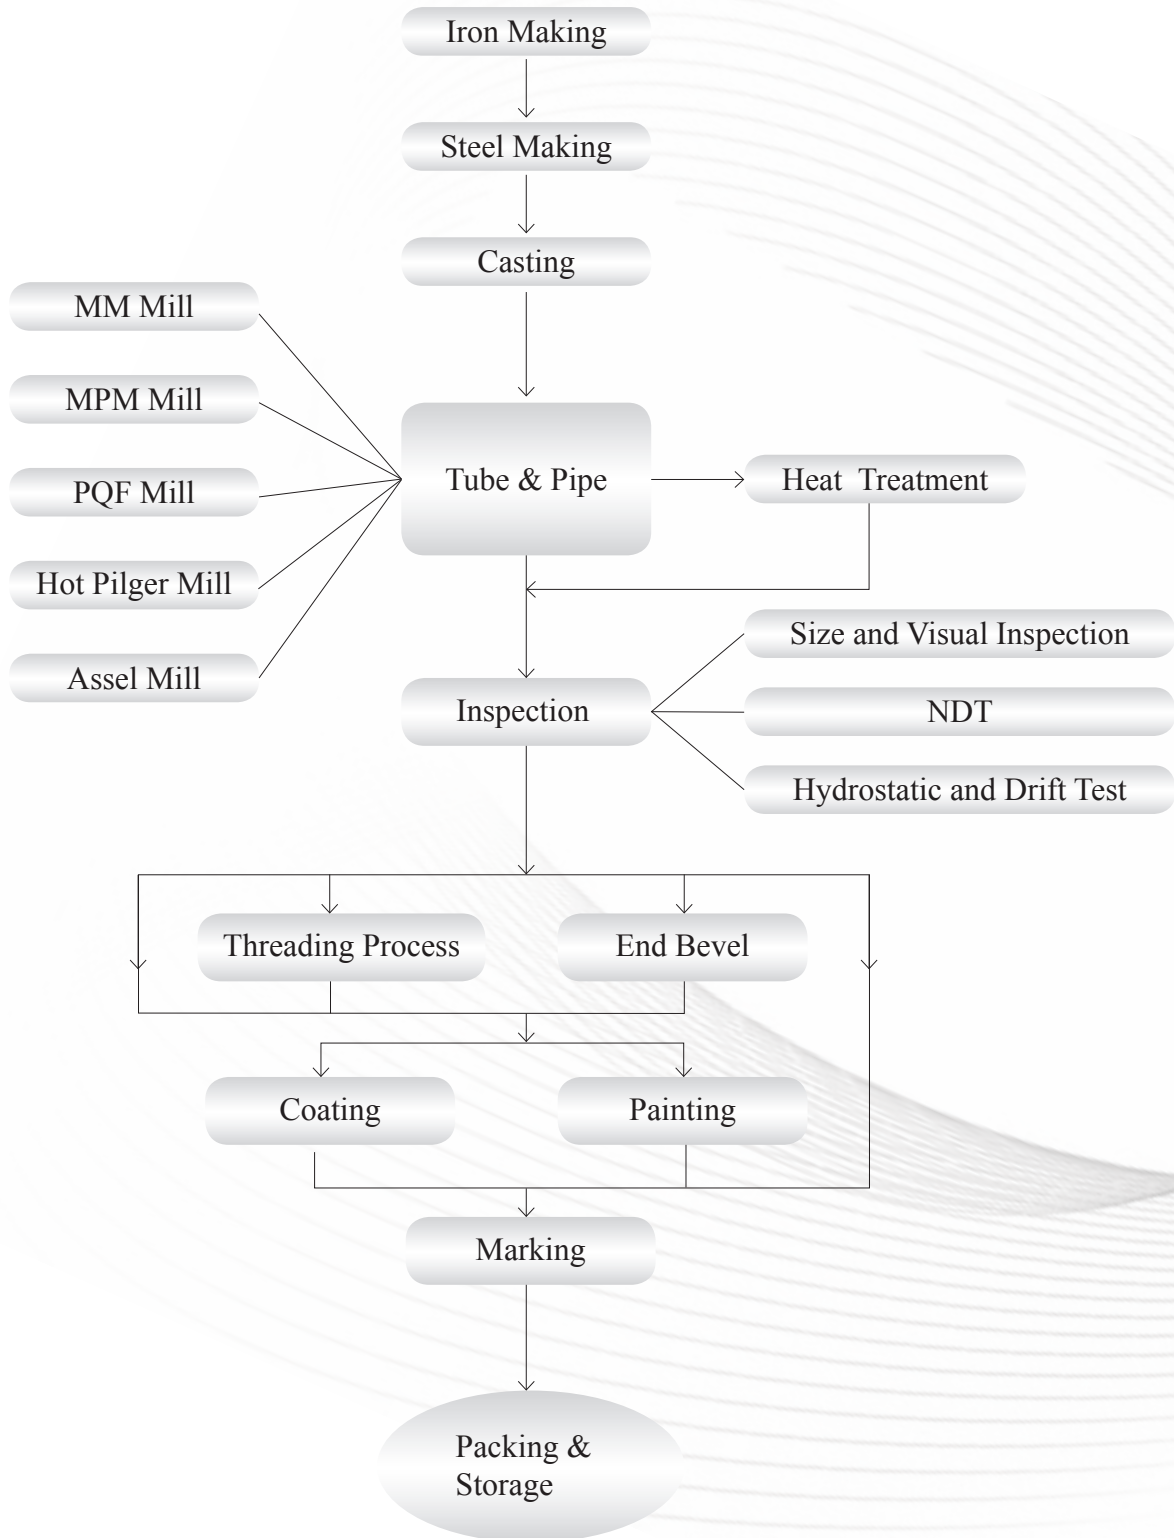 Iron Making
Steel Making
Casting
MM Mill
MPM Mill
PQF Mill
Hot Pilger Mill
Assel Mill
Tube & Pipe
Heat Treatment
Inspection
Size and Visual Inspection
NDT
Hydrostatic and Drift Test
Threading Process
End Bevel
Coating
Painting
Marking
Packing &
Storage